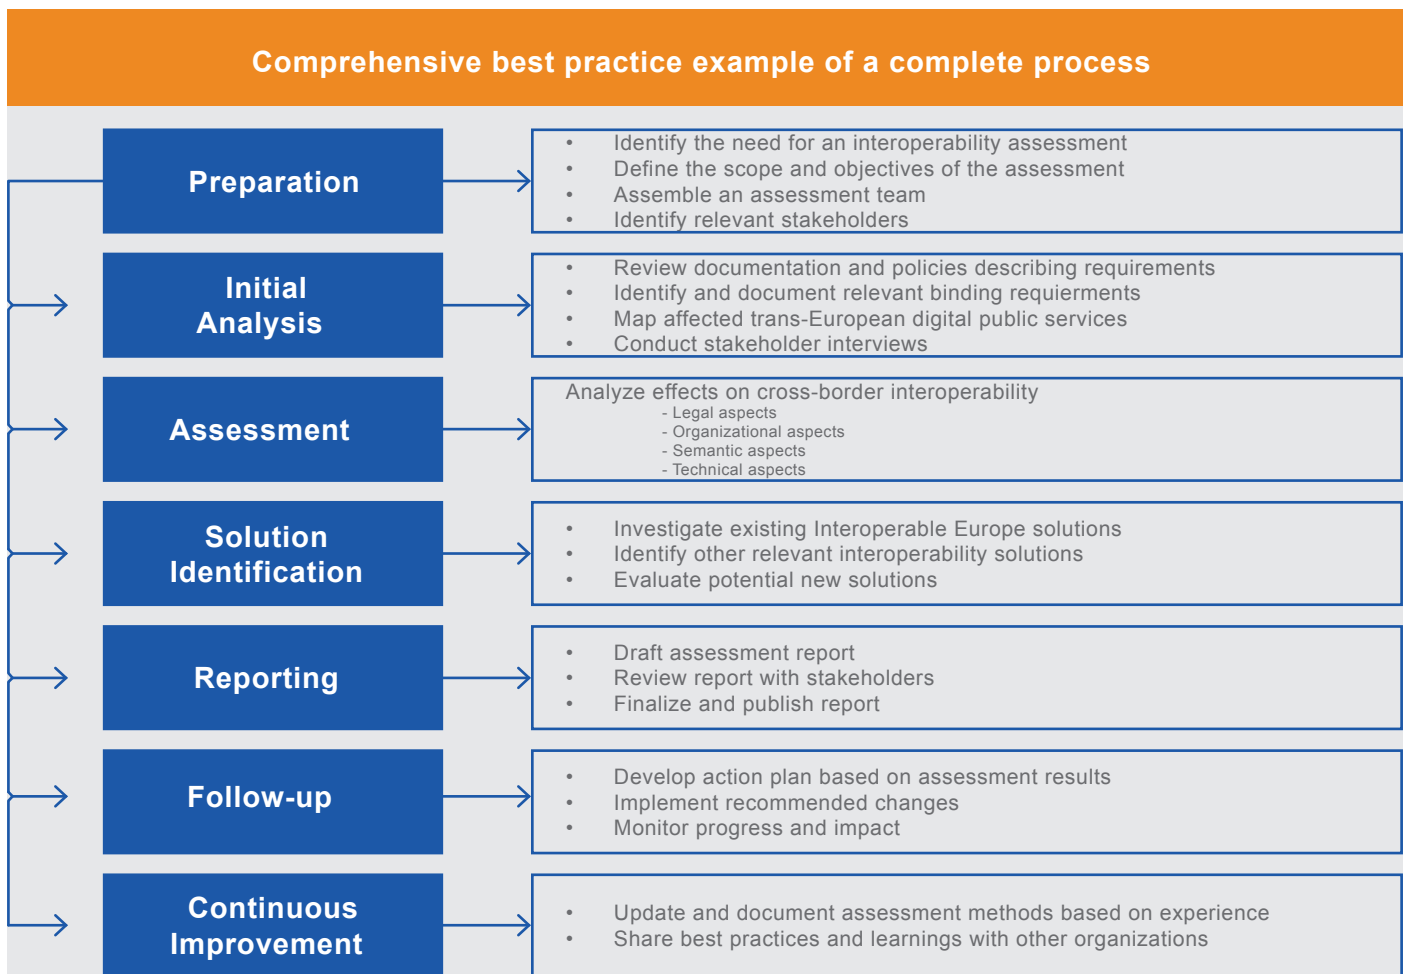 Comprehensive best practice example of a complete process
Preparation
• Identify the need for an interoperability assessment
• Define the scope and objectives of the assessment
• Assemble an assessment team
• Identify relevant stakeholders
Initial
Analysis
• Review documentation and policies describing requirements
• Identify and document relevant binding requierments
• Map affected trans-European digital public services
• Conduct stakeholder interviews
Assessment
Analyze effects on cross-border interoperability
- Legal aspects
- Organizational aspects
- Semantic aspects
- Technical aspects
Solution
Identification
• Investigate existing Interoperable Europe solutions
• Identify other relevant interoperability solutions
• Evaluate potential new solutions
Reporting
• Draft assessment report
• Review report with stakeholders
• Finalize and publish report
Follow-up
• Develop action plan based on assessment results
• Implement recommended changes
• Monitor progress and impact
Continuous
Improvement
• Update and document assessment methods based on experience
• Share best practices and learnings with other organizations